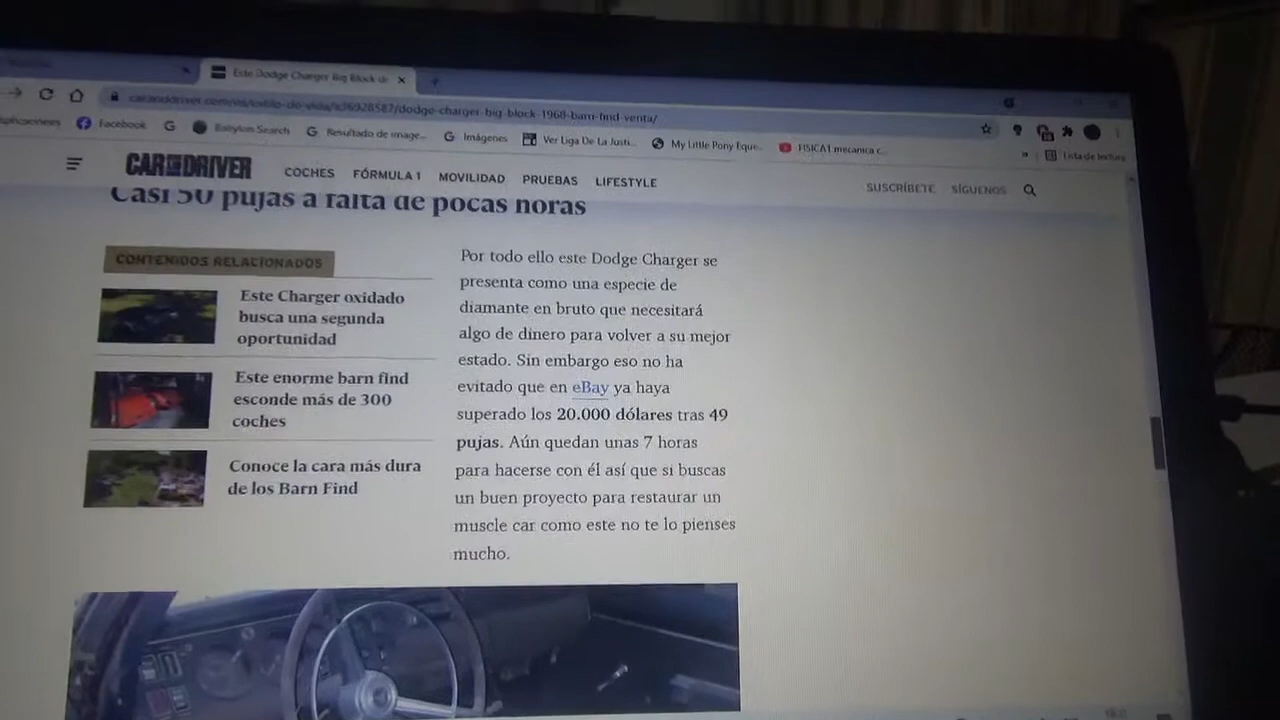 Este Dodge Charger Big Block de
caranddriver.com/es/estilo-de-vida/a36928587/dodge-charger-big-block-1968-barn-find-venta/
Facebook
Babylon Search
Resultado de image...
Imágenes
Ver Liga De La Justi...
My Little Pony Eque...
FISICA1 mecanica c...
»
Lista de lectura
CAR AND DRIVER
COCHES
FÓRMULA 1
MOVILIDAD
PRUEBAS
LIFESTYLE
SUSCRÍBETE
SÍGUENOS
Casi 50 pujas a falta de pocas horas
CONTENIDOS RELACIONADOS
Este Charger oxidado
busca una segunda
oportunidad
Este enorme barn find
esconde más de 300
coches
Conoce la cara más dura
de los Barn Find
Por todo ello este Dodge Charger se
presenta como una especie de
diamante en bruto que necesitará
algo de dinero para volver a su mejor
estado. Sin embargo eso no ha
evitado que en eBay ya haya
superado los 20.000 dólares tras 49
pujas. Aún quedan unas 7 horas
para hacerse con él así que si buscas
un buen proyecto para restaurar un
muscle car como este no te lo pienses
mucho.